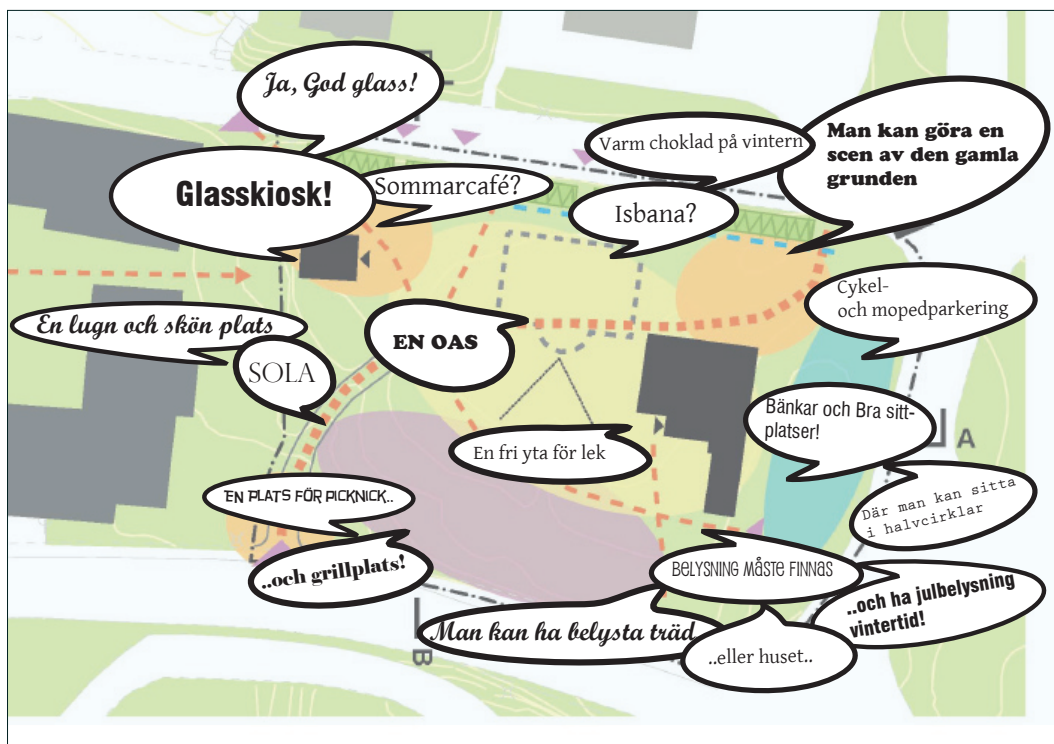 Ja, God glass!
Varm choklad på vintern
Man kan göra en
scen av den gamla
grunden
Glasskiosk!
Sommarcafé?
Isbana?
Cykel-
och mopedparkering
En lugn och skön plats
EN OAS
SOLA
Bänkar och Bra sitt-
platser!
A
En fri yta för lek
EN PLATS FÖR PICKNICK..
Där man kan sitta
i halvcirklar
..och grillplats!
BELYSNING MÅSTE FINNAS
..och ha julbelysning
vintertid!
Man kan ha belysta träd
..eller huset..
B